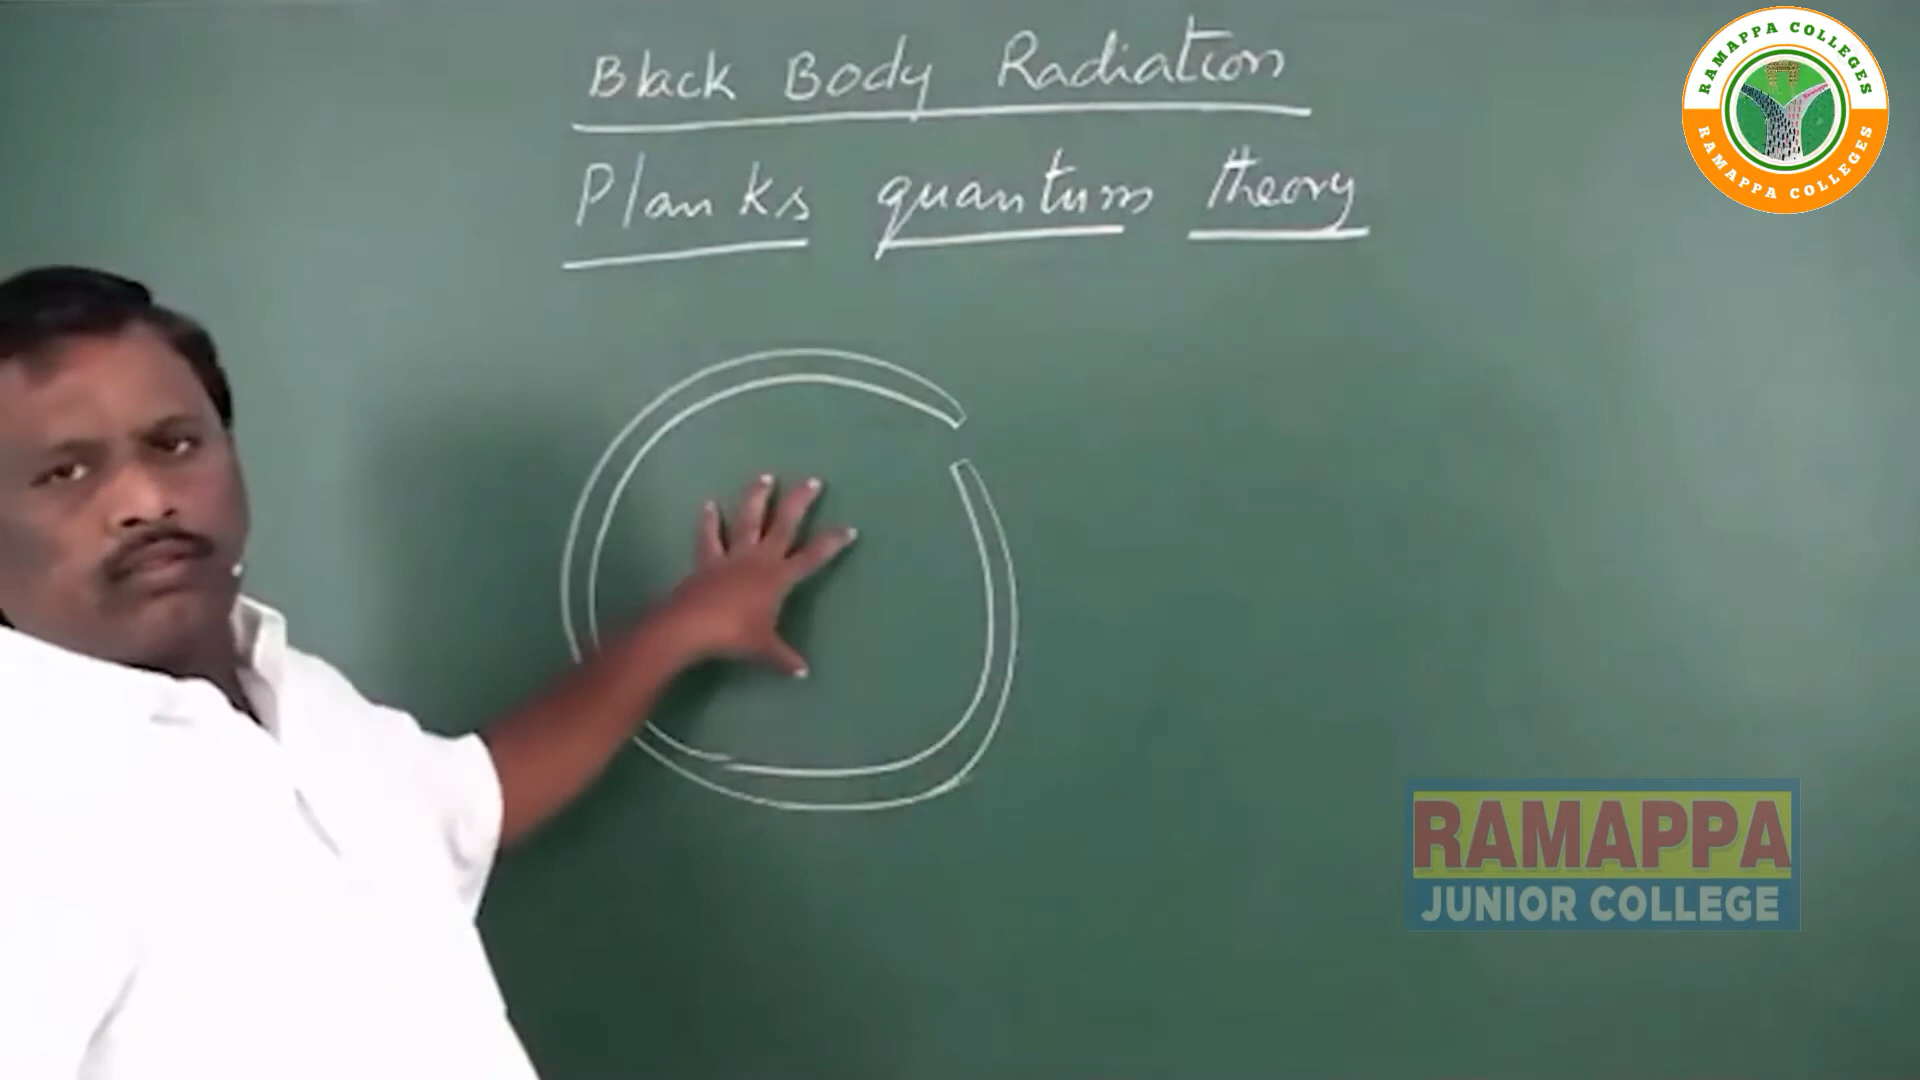 Black Body Radiation
Planks quantum theory
RAMAPPA COLLEGES
RAMAPPA COLLEGES
RAMAPPA
JUNIOR COLLEGE